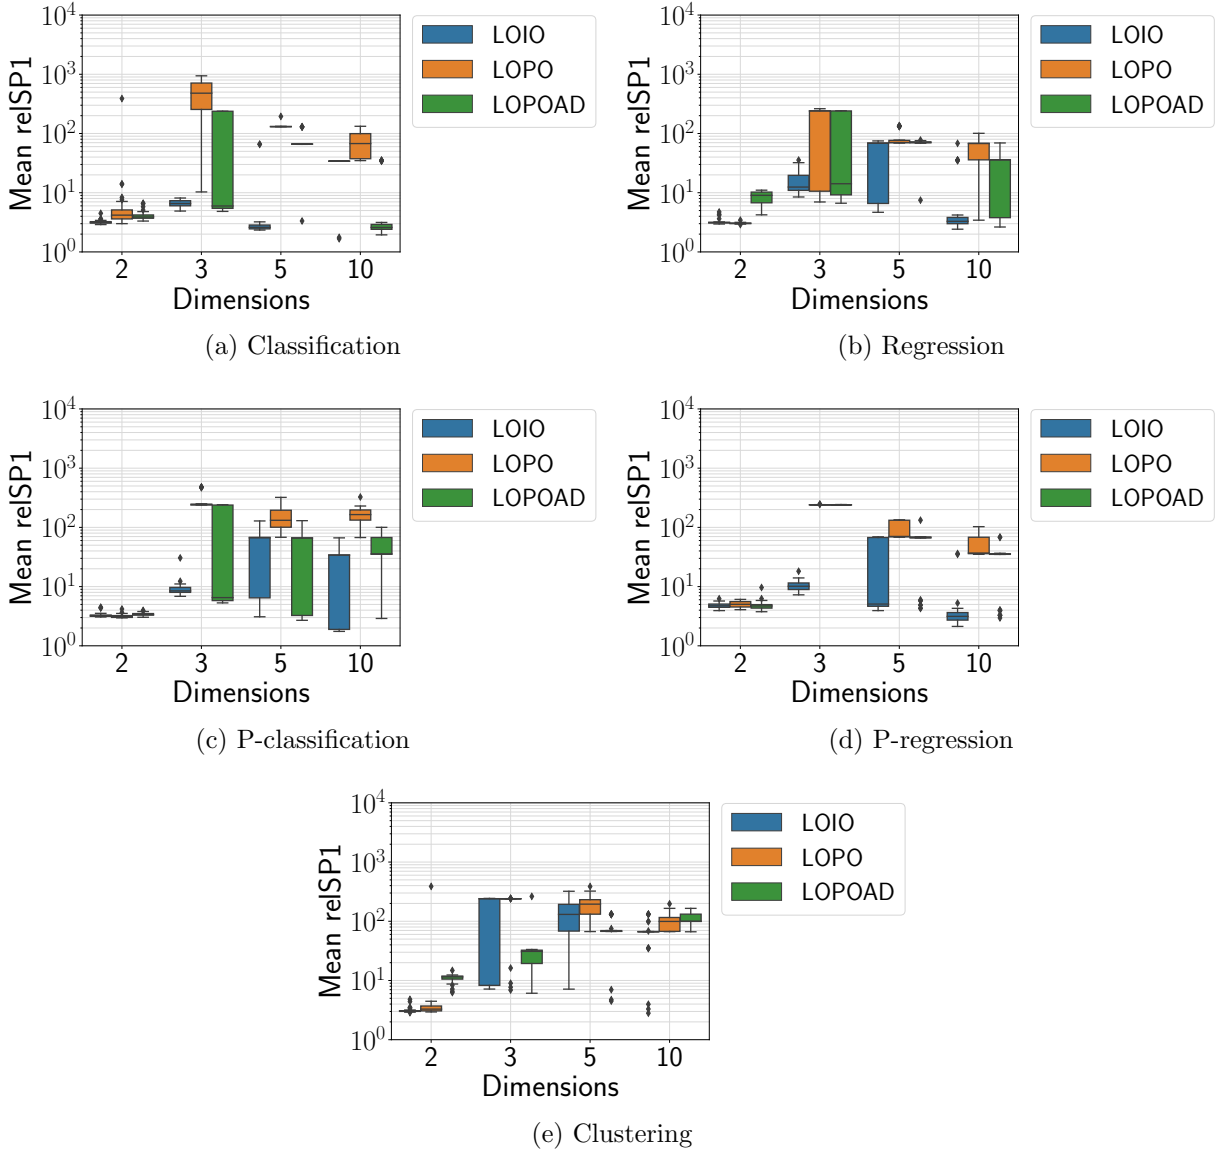 10^4
10^3
10^2
10^1
10^0
Mean relSP1
2 3 5 10
Dimensions
LOIO
LOPO
LOPOAD
(a) Classification
10^4
10^3
10^2
10^1
10^0
Mean relSP1
2 3 5 10
Dimensions
LOIO
LOPO
LOPOAD
(b) Regression
10^4
10^3
10^2
10^1
10^0
Mean relSP1
2 3 5 10
Dimensions
LOIO
LOPO
LOPOAD
(c) P-classification
10^4
10^3
10^2
10^1
10^0
Mean relSP1
2 3 5 10
Dimensions
LOIO
LOPO
LOPOAD
(d) P-regression
10^4
10^3
10^2
10^1
10^0
Mean relSP1
2 3 5 10
Dimensions
LOIO
LOPO
LOPOAD
(e) Clustering